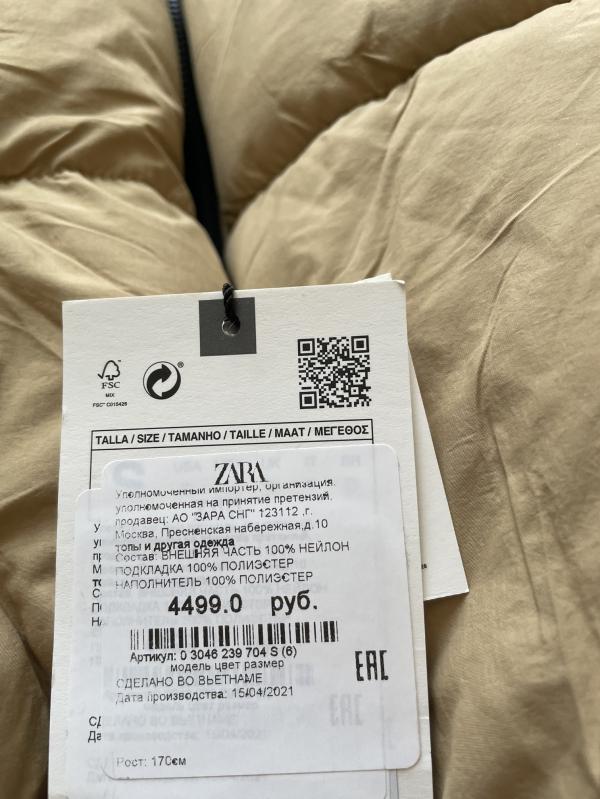 FSC
MIX
FSC® C015426
TALLA / SIZE / TAMANHO / TAILLE / MAAT / ΜΕΓΕΘΟΣ
ZARA
Уполномоченный импортер, организация,
уполномоченная на принятие претензий,
продавец: АО "ЗАРА СНГ" 123112 ,г.
Москва, Пресненская набережная,д.10
топы и другая одежда
Состав: ВНЕШНЯЯ ЧАСТЬ 100% НЕЙЛОН
ПОДКЛАДКА 100% ПОЛИЭСТЕР
НАПОЛНИТЕЛЬ 100% ПОЛИЭСТЕР
4499.0 руб.
Артикул: 0 3046 239 704 S (6)
модель цвет размер
СДЕЛАНО ВО ВЬЕТНАМЕ
Дата производства: 15/04/2021
EAC
Рост: 170см